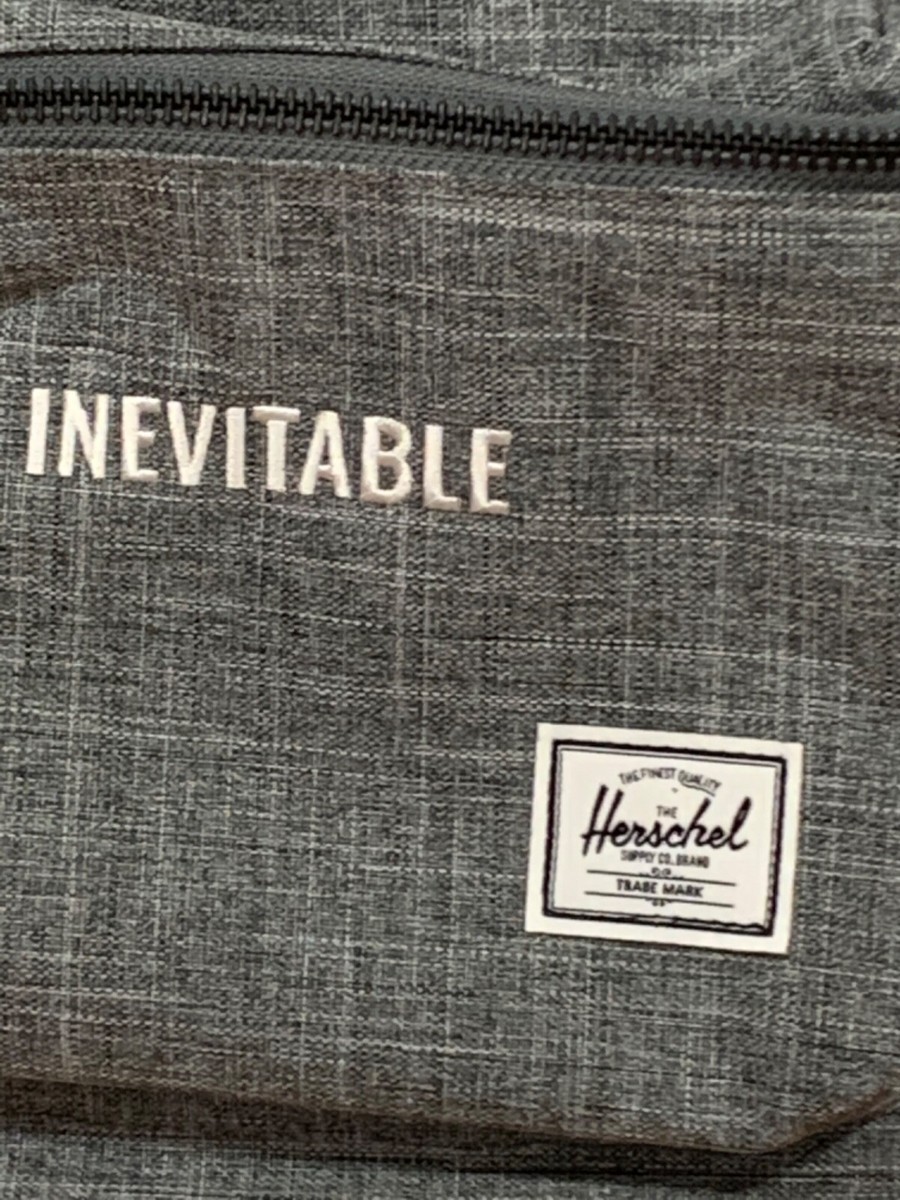 INEVITABLE
THE FINEST QUALITY
THE
Herschel
SUPPLY CO. BRAND
TRADE MARK